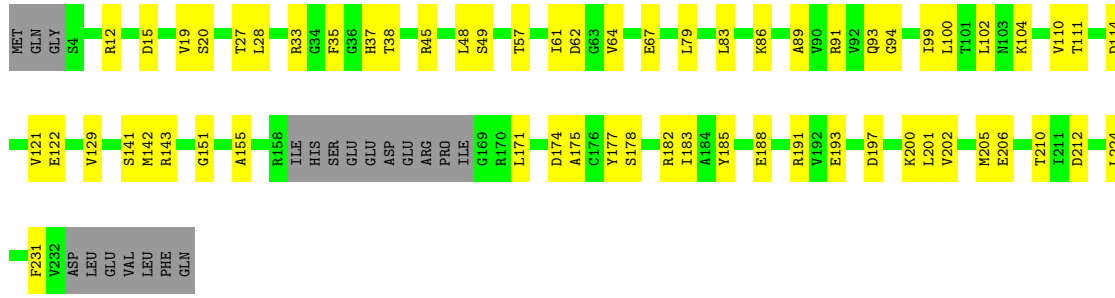 MET GLN GLY S4 R12 D15 V19 S20 T27 L28 R33 G34 F35 G36 H37 T38 R45 L48 S49 T57 I61 D62 G63 V64 E67 L79 L83 K86 A89 V90 R91 V92 Q93 G94 I99 L100 T101 L102 N103 K104 V110 T111
V121 E122 V129 S141 M142 R143 G151 A155 R158 ILE HIS SER GLU GLU ASP GLU ARG PRO ILE G169 R170 L171 D174 A175 C176 Y177 S178 R182 I183 A184 Y185 E188 R191 V192 E193 D197 K200 L201 V202 M205 E206 T210 I211 D212
F231 V232 ASP LEU GLU VAL LEU PHE GLN